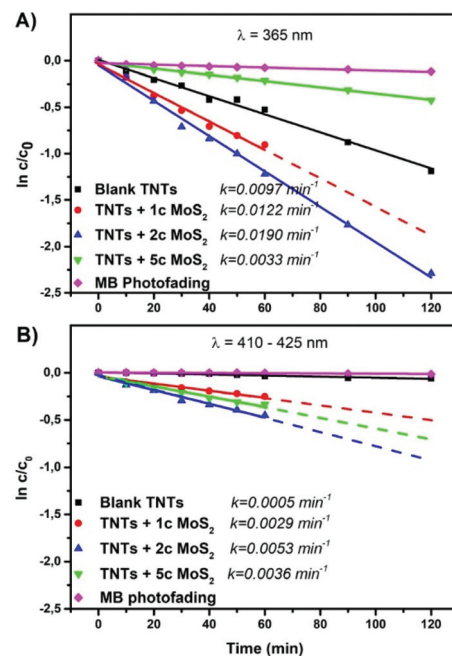 A)
λ = 365 nm
0,0
-0,5
-1,0
-1,5
-2,0
-2,5
ln c/c0
Blank TNTs k=0.0097 min-1
TNTs + 1c MoS2 k=0.0122 min-1
TNTs + 2c MoS2 k=0.0190 min-1
TNTs + 5c MoS2 k=0.0033 min-1
MB Photofading
0 20 40 60 80 100 120
B)
λ = 410 - 425 nm
0,0
-0,5
-1,0
-1,5
-2,0
-2,5
ln c/c0
Blank TNTs k=0.0005 min-1
TNTs + 1c MoS2 k=0.0029 min-1
TNTs + 2c MoS2 k=0.0053 min-1
TNTs + 5c MoS2 k=0.0036 min-1
MB photofading
0 20 40 60 80 100 120
Time (min)